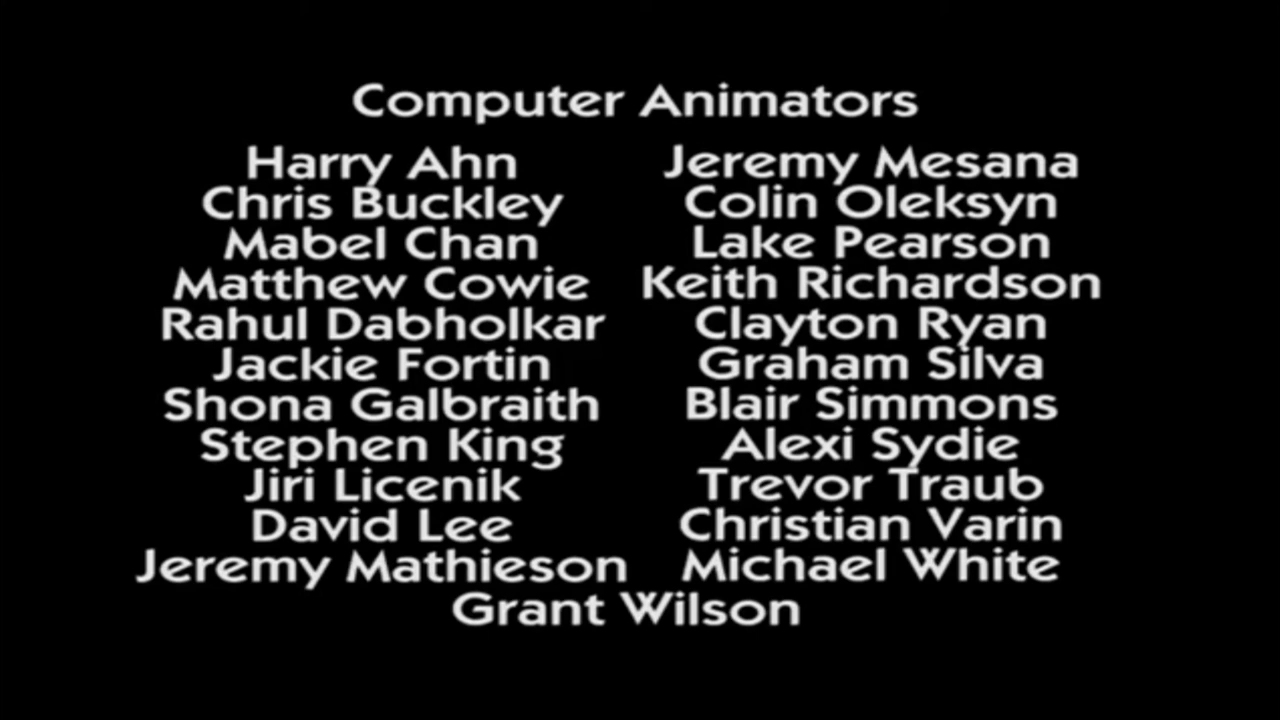 Computer Animators
Harry Ahn
Chris Buckley
Mabel Chan
Matthew Cowie
Rahul Dabholkar
Jackie Fortin
Shona Galbraith
Stephen King
Jiri Licenik
David Lee
Jeremy Mathieson
Jeremy Mesana
Colin Oleksyn
Lake Pearson
Keith Richardson
Clayton Ryan
Graham Silva
Blair Simmons
Alexi Sydie
Trevor Traub
Christian Varin
Michael White
Grant Wilson